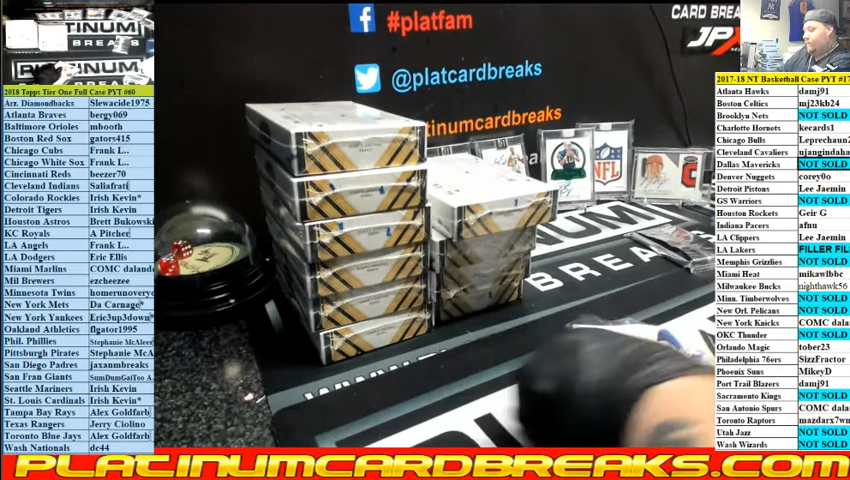 2018 Topps Tier One Full Case PYT #60
Arz. Diamondbacks Slewacide1975
Atlanta Braves bergy069
Baltimore Orioles mbooth
Boston Red Sox gators415
Chicago Cubs Frank L..
Chicago White Sox Frank L..
Cincinnati Reds beezer70
Cleveland Indians Saliafrati
Colorado Rockies Irish Kevin*
Detroit Tigers Irish Kevin
Houston Astros Brett Bukowski
KC Royals A Pitcher
LA Angels Frank L..
LA Dodgers Eric Ellis
Miami Marlins COMC daland
Mil Brewers ezcheezee
Minnesota Twins homerunoveryo
New York Mets Da Carnage*
New York Yankees Eric3up3down*
Oakland Athletics flgator1995
Phil. Phillies Stephanie McAleer
Pittsburgh Pirates Stephanie McA
San Diego Padres jaxanmbreaks
San Fran Giants SumDumGaiToo A.
Seattle Mariners Irish Kevin
St. Louis Cardinals Irish Kevin*
Tampa Bay Rays Alex Goldfarb
Texas Rangers Jerry Ciolino
Toronto Blue Jays Alex Goldfarb
Wash Nationals dc44
#platfam
@platcardbreaks
tinumcardbreaks
CARD BREA
JPX
NFL
2017-18 NT Basketball Case PYT #17
Atlanta Hawks damj91
Boston Celtics mj23kb24
Brooklyn Nets NOT SOLD
Charlotte Hornets kecards1
Chicago Bulls Leprechaun2
Cleveland Cavaliers njangindaha
Dallas Mavericks NOT SOLD
Denver Nuggets corey0o
Detroit Pistons Lee Jaemin
GS Warriors NOT SOLD
Houston Rockets Geir G
Indiana Pacers afnu
LA Clippers Lee Jaemin
LA Lakers FILLER FIL
Memphis Grizzlies NOT SOLD
Miami Heat mikawlbc
Milwaukee Bucks nighthawk56
Minn. Timberwolves NOT SOLD
New Orl. Pelicans NOT SOLD
New York Knicks COMC dalan
OKC Thunder NOT SOLD
Orlando Magic tober23
Philadelphia 76ers SizzFractor
Phoenix Suns MikeyD
Port Trail Blazers damj91
Sacramento Kings NOT SOLD
San Antonio Spurs COMC dala
Toronto Raptors mazdarx7wn
Utah Jazz NOT SOLD
Wash Wizards NOT SOLD
PLATINUMCARDBREAKS.COM